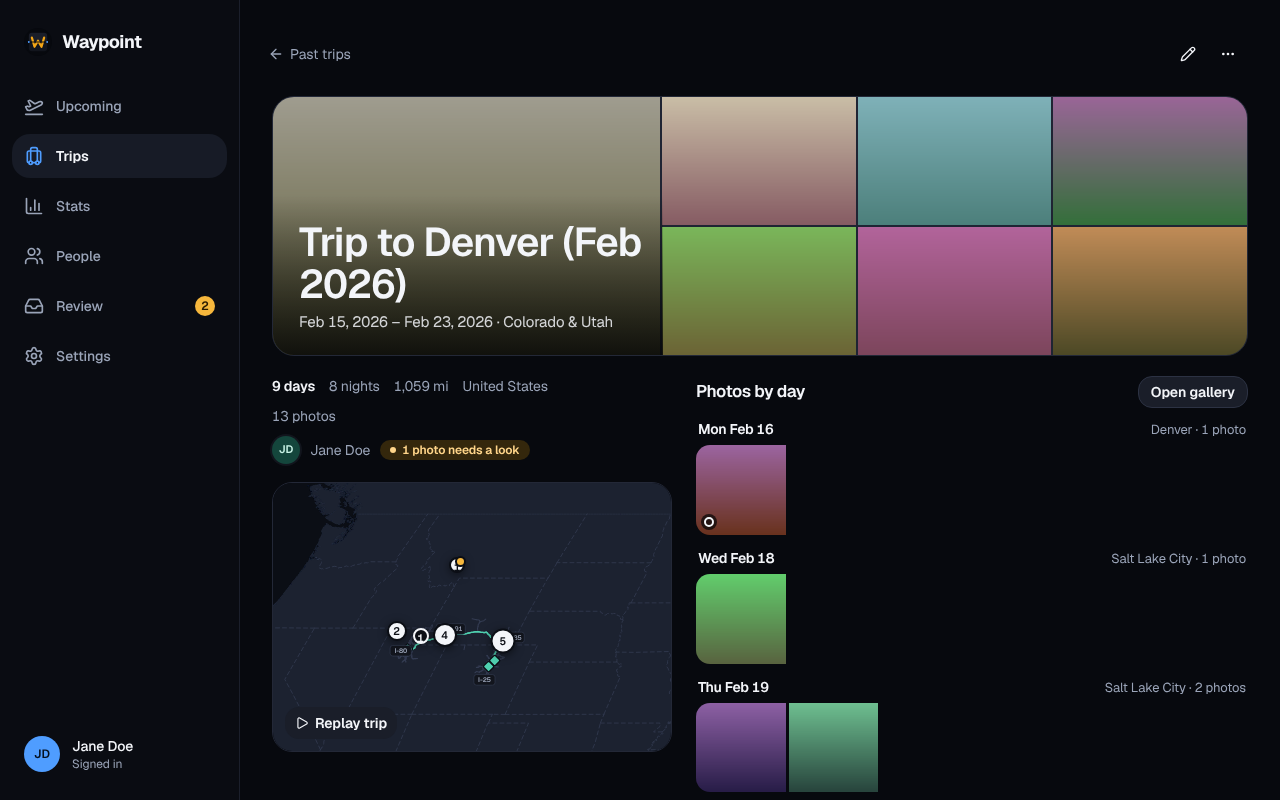 Waypoint
Upcoming
Trips
Stats
People
Review
2
Settings
JD
Jane Doe
Signed in
Past trips
Trip to Denver (Feb
2026)
Feb 15, 2026 – Feb 23, 2026 · Colorado & Utah
9 days 8 nights 1,059 mi United States
13 photos
JD Jane Doe 1 photo needs a look
2
1
4
91
5
I-80
I-25
Replay trip
Photos by day
Open gallery
Mon Feb 16
Denver · 1 photo
Wed Feb 18
Salt Lake City · 1 photo
Thu Feb 19
Salt Lake City · 2 photos